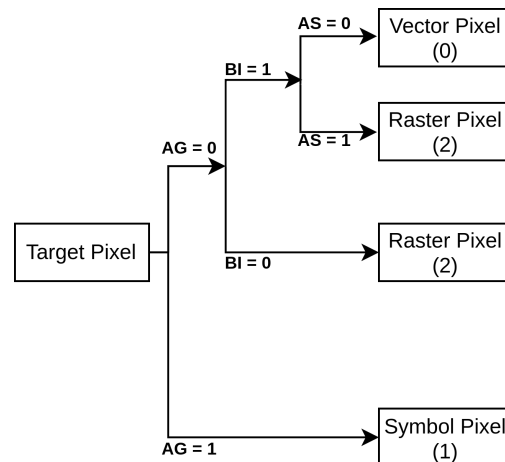 AS = 0
Vector Pixel
(0)
BI = 1
Raster Pixel
(2)
AS = 1
AG = 0
Target Pixel
Raster Pixel
(2)
BI = 0
Symbol Pixel
(1)
AG = 1